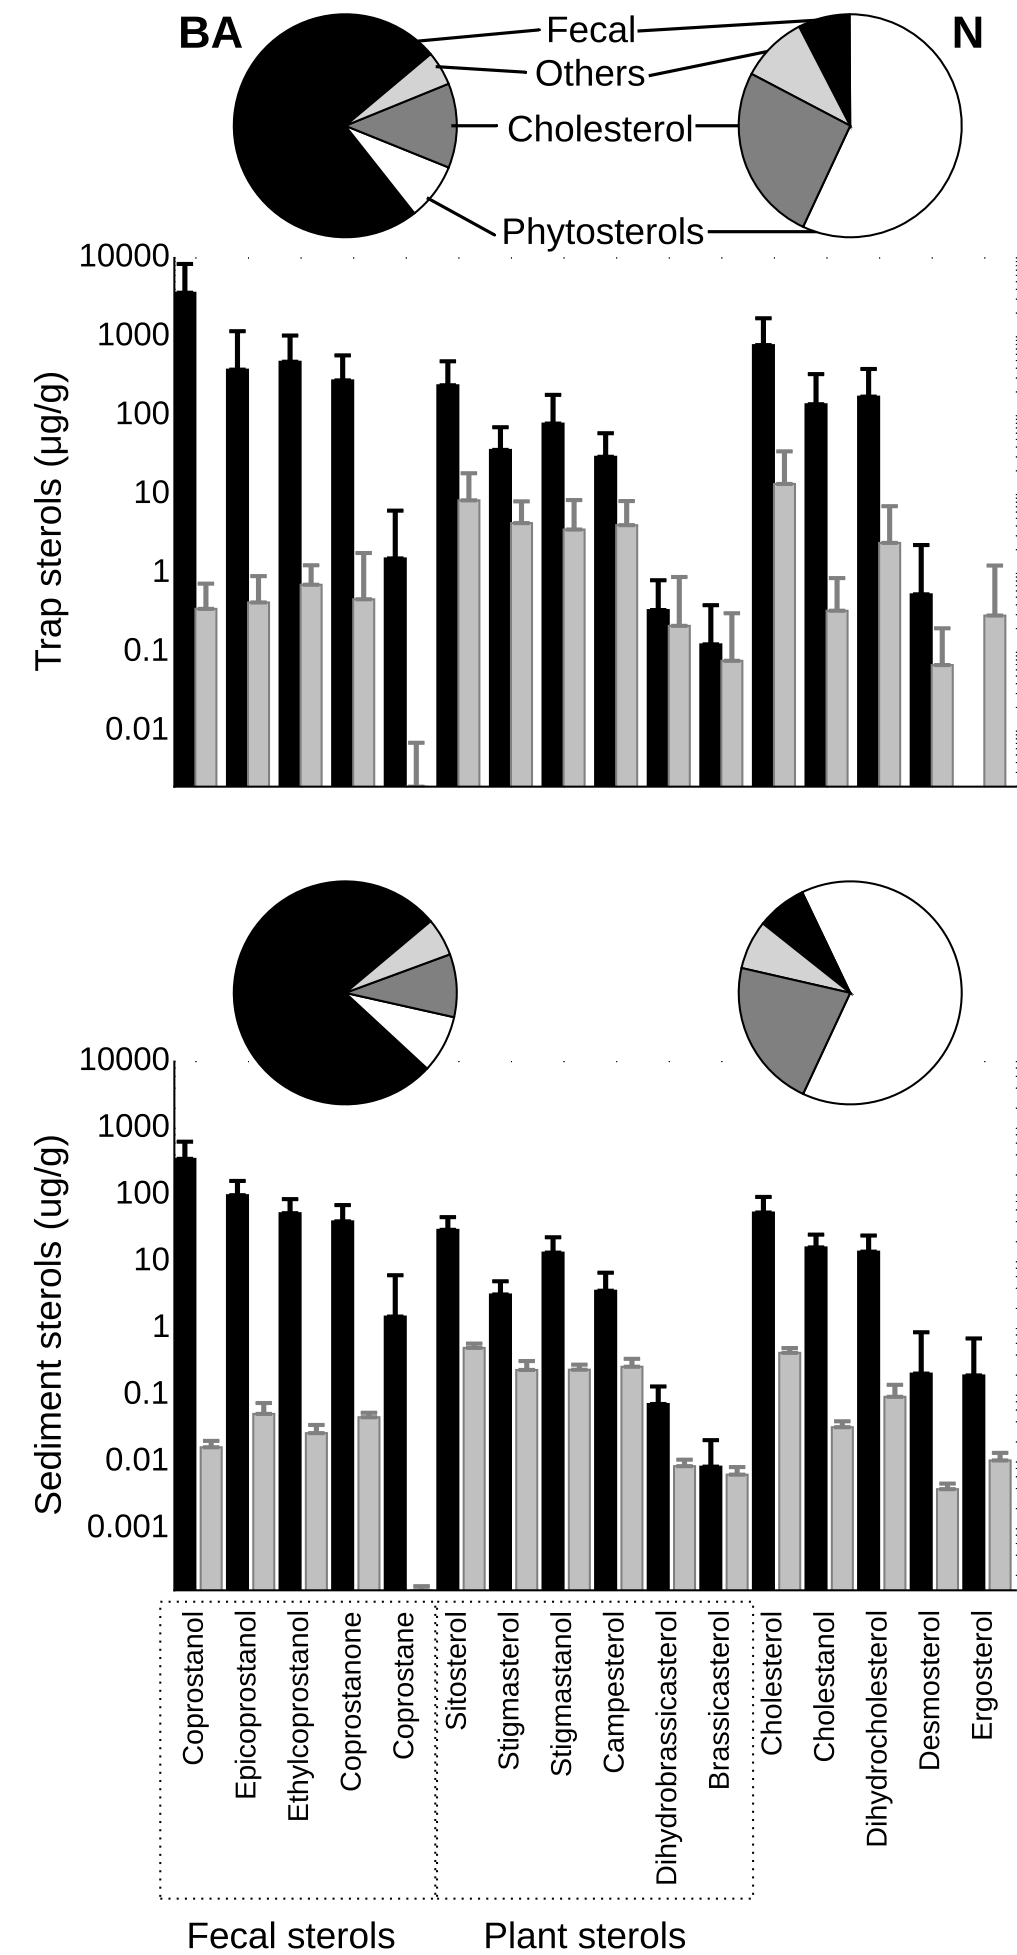 BA
N
Fecal
Others
Cholesterol
Phytosterols
10000
1000
100
10
1
0.1
0.01
Trap sterols (µg/g)
10000
1000
100
10
1
0.1
0.01
0.001
Sediment sterols (ug/g)
Coprostanol
Epicoprostanol
Ethylcoprostanol
Coprostanone
Coprostane
Sitosterol
Stigmasterol
Stigmastanol
Campesterol
Dihydrobrassicasterol
Brassicasterol
Cholesterol
Cholestanol
Dihydrocholesterol
Desmosterol
Ergosterol
Fecal sterols
Plant sterols